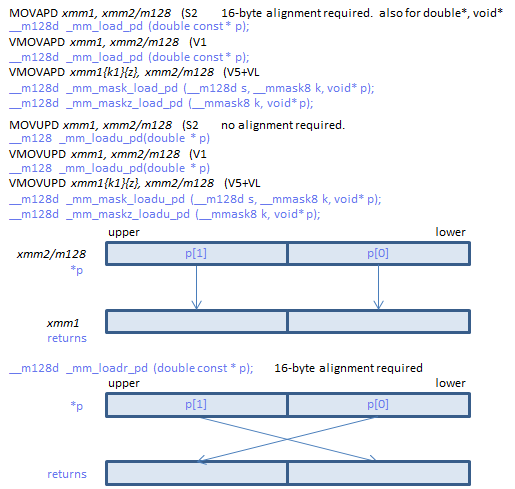 MOVAPD xmm1, xmm2/m128 (S2 16-byte alignment required. also for double*, void*
__m128d _mm_load_pd (double const * p);
VMOVAPD xmm1, xmm2/m128 (V1
__m128d _mm_load_pd (double const * p);
VMOVAPD xmm1{k1}{z}, xmm2/m128 (V5+VL
__m128d _mm_mask_load_pd (__m128d s, __mmask8 k, void* p);
__m128d _mm_maskz_load_pd (__mmask8 k, void* p);
MOVUPD xmm1, xmm2/m128 (S2 no alignment required.
__m128 _mm_loadu_pd(double * p)
VMOVUPD xmm1, xmm2/m128 (V1
__m128 _mm_loadu_pd(double * p)
VMOVUPD xmm1{k1}{z}, xmm2/m128 (V5+VL
__m128d _mm_mask_loadu_pd (__m128d s, __mmask8 k, void* p);
__m128d _mm_maskz_loadu_pd (__mmask8 k, void* p);
upper lower
xmm2/m128 p[1] p[0]
*p
xmm1
returns
__m128d _mm_loadr_pd (double const * p); 16-byte alignment required
upper lower
*p p[1] p[0]
returns